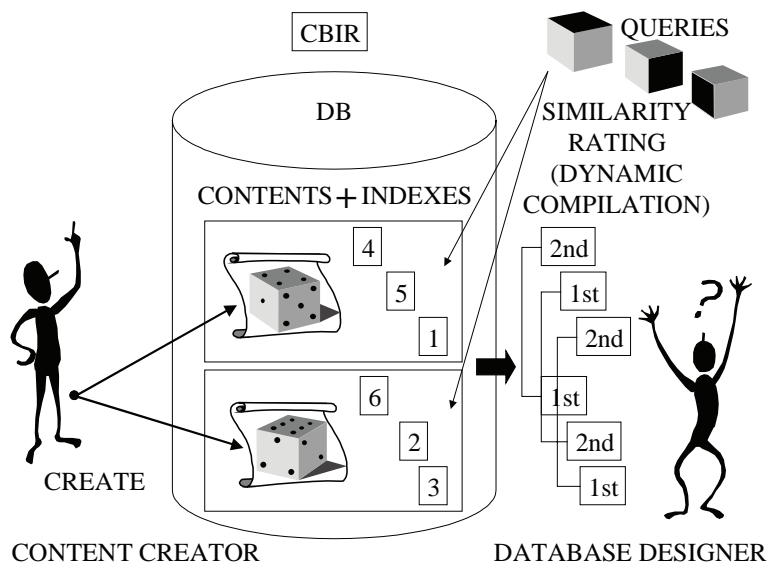 CBIR
QUERIES
DB
SIMILARITY
RATING
(DYNAMIC
COMPILATION)
CONTENTS + INDEXES
4
5
1
6
2
3
2nd
1st
2nd
1st
2nd
1st
?
CREATE
CONTENT CREATOR
DATABASE DESIGNER